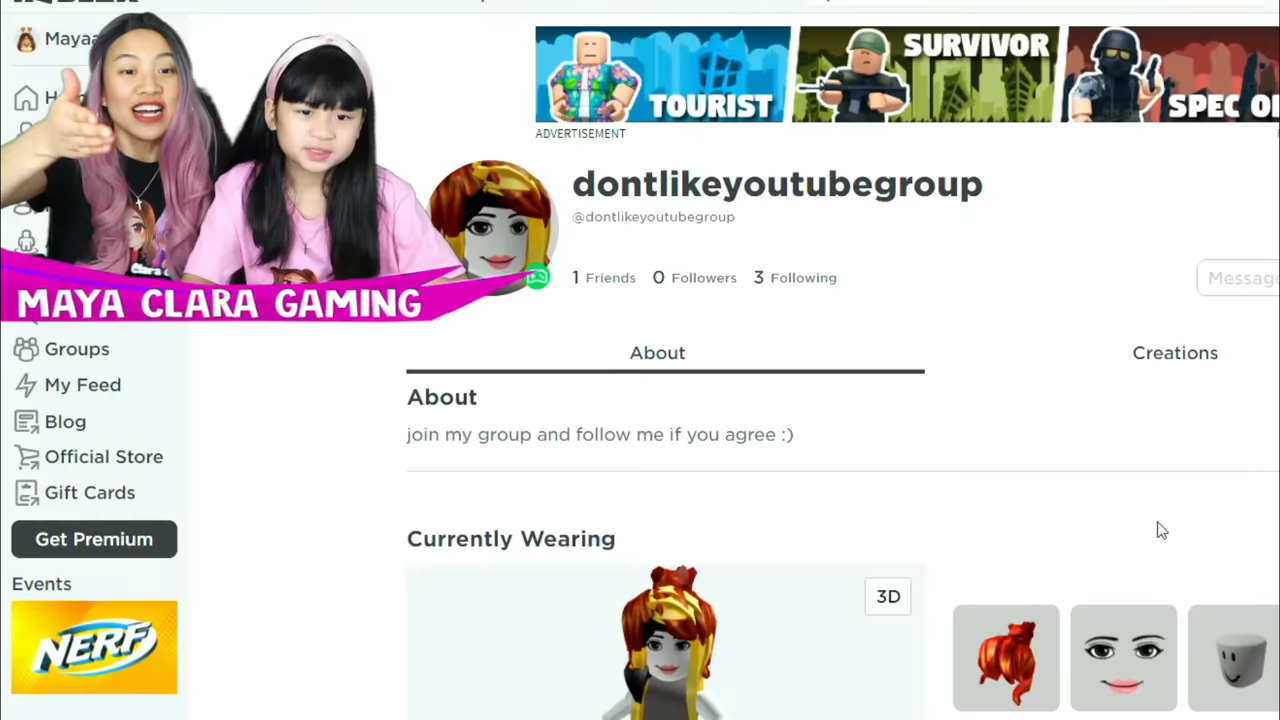 Mayaa
TOURIST
SURVIVOR
SPEC
ADVERTISEMENT
dontlikeyoutubegroup
@dontlikeyoutubegroup
1 Friends 0 Followers 3 Following
Message
MAYA CLARA GAMING
Groups
My Feed
Blog
Official Store
Gift Cards
Get Premium
Events
NERF
About
Creations
About
join my group and follow me if you agree :)
Currently Wearing
3D